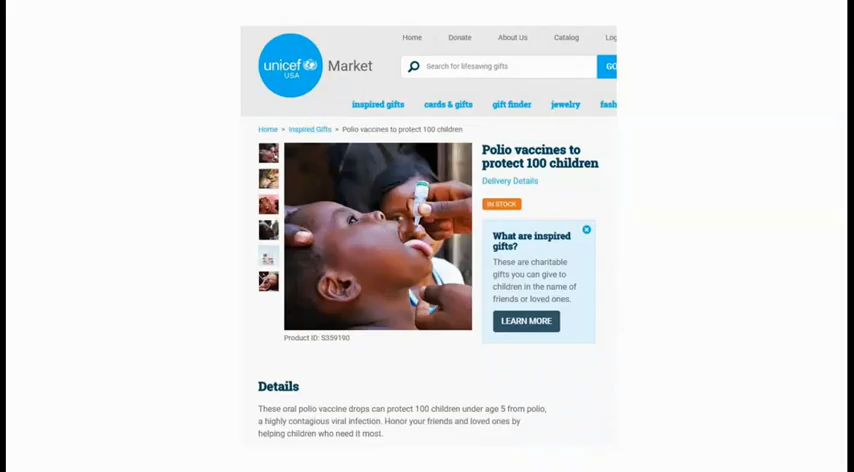 Home
Donate
About Us
Catalog
unicef
USA
Market
Search for lifesaving gifts
inspired gifts
cards & gifts
gift finder
jewelry
Home > Inspired Gifts > Polio vaccines to protect 100 children
Polio vaccines to
protect 100 children
Delivery Details
IN STOCK
What are inspired
gifts?
These are charitable
gifts you can give to
children in the name of
friends or loved ones.
LEARN MORE
Product ID: S359190
Details
These oral polio vaccine drops can protect 100 children under age 5 from polio,
a highly contagious viral infection. Honor your friends and loved ones by
helping children who need it most.